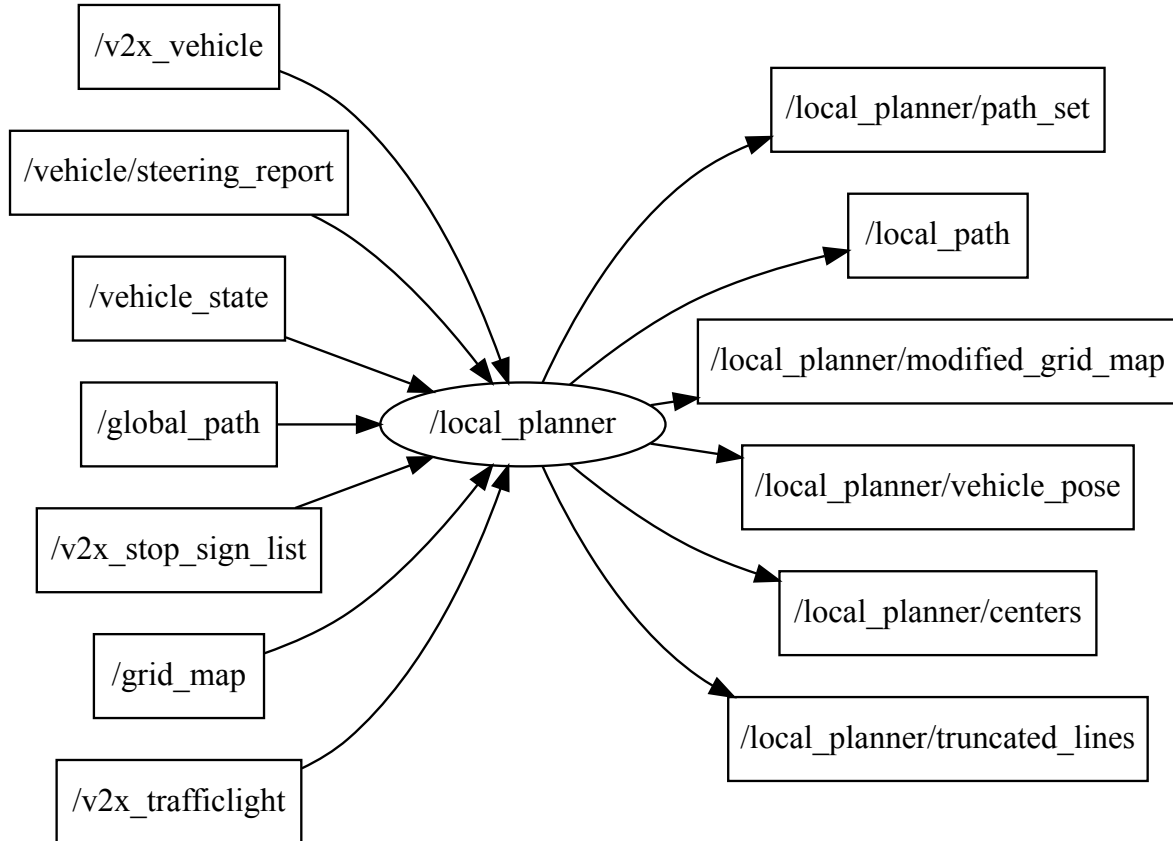 /v2x_vehicle
/vehicle/steering_report
/vehicle_state
/global_path
/v2x_stop_sign_list
/grid_map
/v2x_trafficlight
/local_planner
/local_planner/path_set
/local_path
/local_planner/modified_grid_map
/local_planner/vehicle_pose
/local_planner/centers
/local_planner/truncated_lines